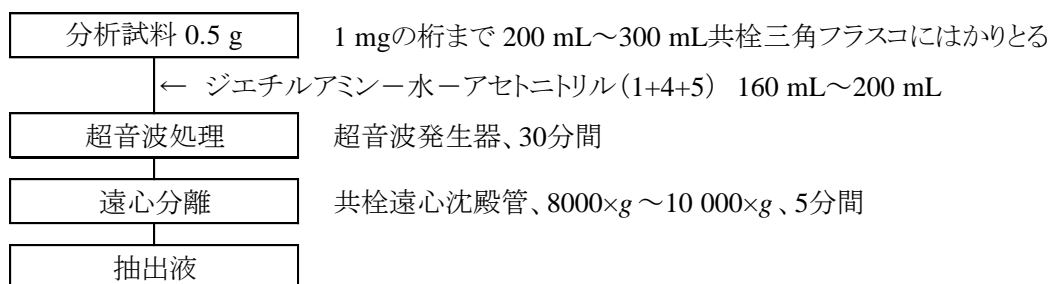 分析試料 0.5 g 1 mgの桁まで 200 mL～300 mL共栓三角フラスコにはかりとる
← ジエチルアミン－水－アセトニトリル(1+4+5) 160 mL～200 mL
超音波処理 超音波発生器、30分間
遠心分離 共栓遠心沈殿管、8000×g～10 000×g、5分間
抽出液